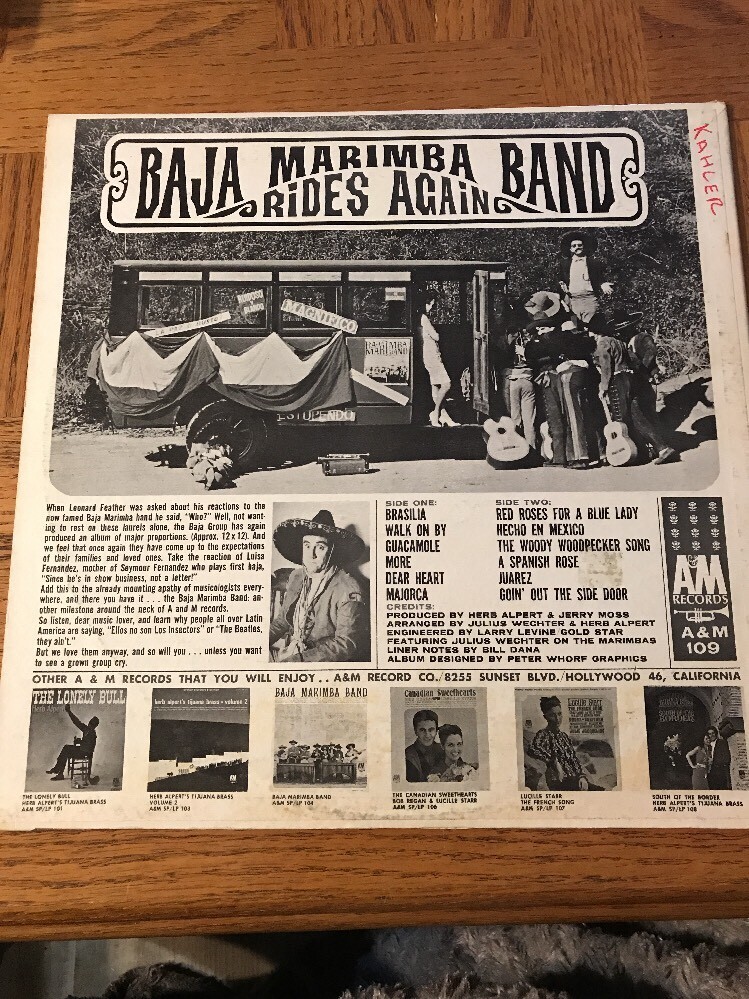 KAHLER
BAJA MARIMBA BAND
RIDES AGAIN
MAGNIFICO
BAJA MARIMBA BAND
ESTUPENDO
When Leonard Feather was asked about his reactions to the
now famed Baja Marimba band he said, "Who?" Well, not want-
ing to rest on these laurels alone, the Baja Group has again
produced an album of major proportions. (Approx. 12 x 12). And
we feel that once again they have come up to the expectations
of their families and loved ones. Take the reaction of Luisa
Fernandez, mother of Seymour Fernandez who plays first baja,
"Since he's in show business, not a letter!"
Add this to the already mounting apathy of musicologists every-
where, and there you have it . . . the Baja Marimba Band: an-
other milestone around the neck of A and M records.
So listen, dear music lover, and learn why people all over Latin
America are saying, "Ellos no son Los Insectors" or "The Beatles,
they ain't."
But we love them anyway, and so will you . . . unless you want
to see a grown group cry.
SIDE ONE:
BRASILIA
WALK ON BY
GUACAMOLE
MORE
DEAR HEART
MAJORCA
SIDE TWO:
RED ROSES FOR A BLUE LADY
HECHO EN MEXICO
THE WOODY WOODPECKER SONG
A SPANISH ROSE
JUAREZ
GOIN' OUT THE SIDE DOOR
CREDITS:
PRODUCED BY HERB ALPERT & JERRY MOSS
ARRANGED BY JULIUS WECHTER & HERB ALPERT
ENGINEERED BY LARRY LEVINE GOLD STAR
FEATURING JULIUS WECHTER ON THE MARIMBAS
LINER NOTES BY BILL DANA
ALBUM DESIGNED BY PETER WHORF GRAPHICS
A&M
RECORDS
A&M
109
OTHER A & M RECORDS THAT YOU WILL ENJOY . . A&M RECORD CO./8255 SUNSET BLVD./HOLLYWOOD 46, CALIFORNIA
THE LONELY BULL
herb alpert's tijuana brass • volume 2
BAJA MARIMBA BAND
Canadian Sweethearts
Lucille Starr
THE LONELY BULL
HERB ALPERT'S TIJUANA BRASS
A&M SP/LP 101
HERB ALPERT'S TIJUANA BRASS
VOLUME 2
A&M SP/LP 103
BAJA MARIMBA BAND
A&M SP/LP 104
THE CANADIAN SWEETHEARTS
BOB REGAN & LUCILLE STARR
A&M SP/LP 106
LUCILLE STARR
THE FRENCH SONG
A&M SP/LP 107
SOUTH OF THE BORDER
HERB ALPERT'S TIJUANA BRASS
A&M SP/LP 108